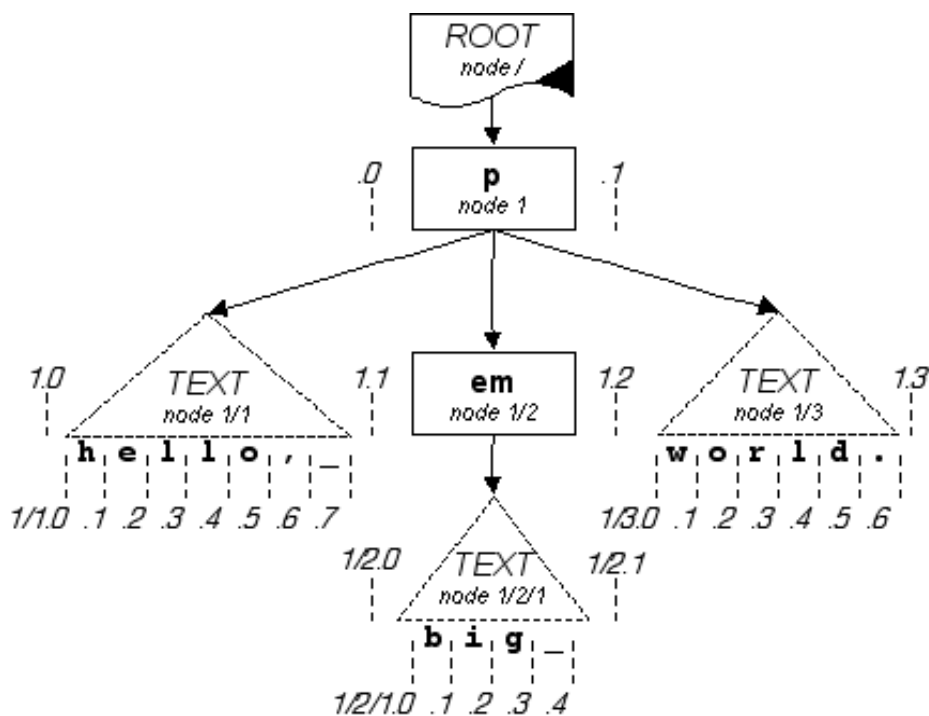 ROOT
node /
.0 p .1
node 1
1.0 TEXT 1.1 em 1.2 TEXT 1.3
node 1/1 node 1/2 node 1/3
h e l l o , _ w o r l d .
1/1.0 .1 .2 .3 .4 .5 .6 .7 1/3.0 .1 .2 .3 .4 .5 .6
1/2.0 TEXT 1/2.1
node 1/2/1
b i g _
1/2/1.0 .1 .2 .3 .4